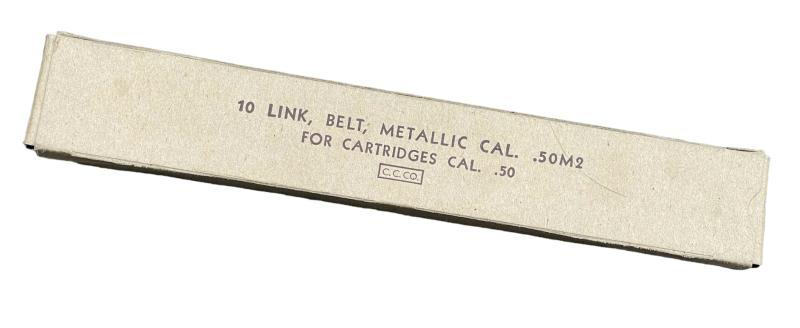 10 LINK, BELT, METALLIC CAL. .50M2
FOR CARTRIDGES CAL. .50
C.C.CO.